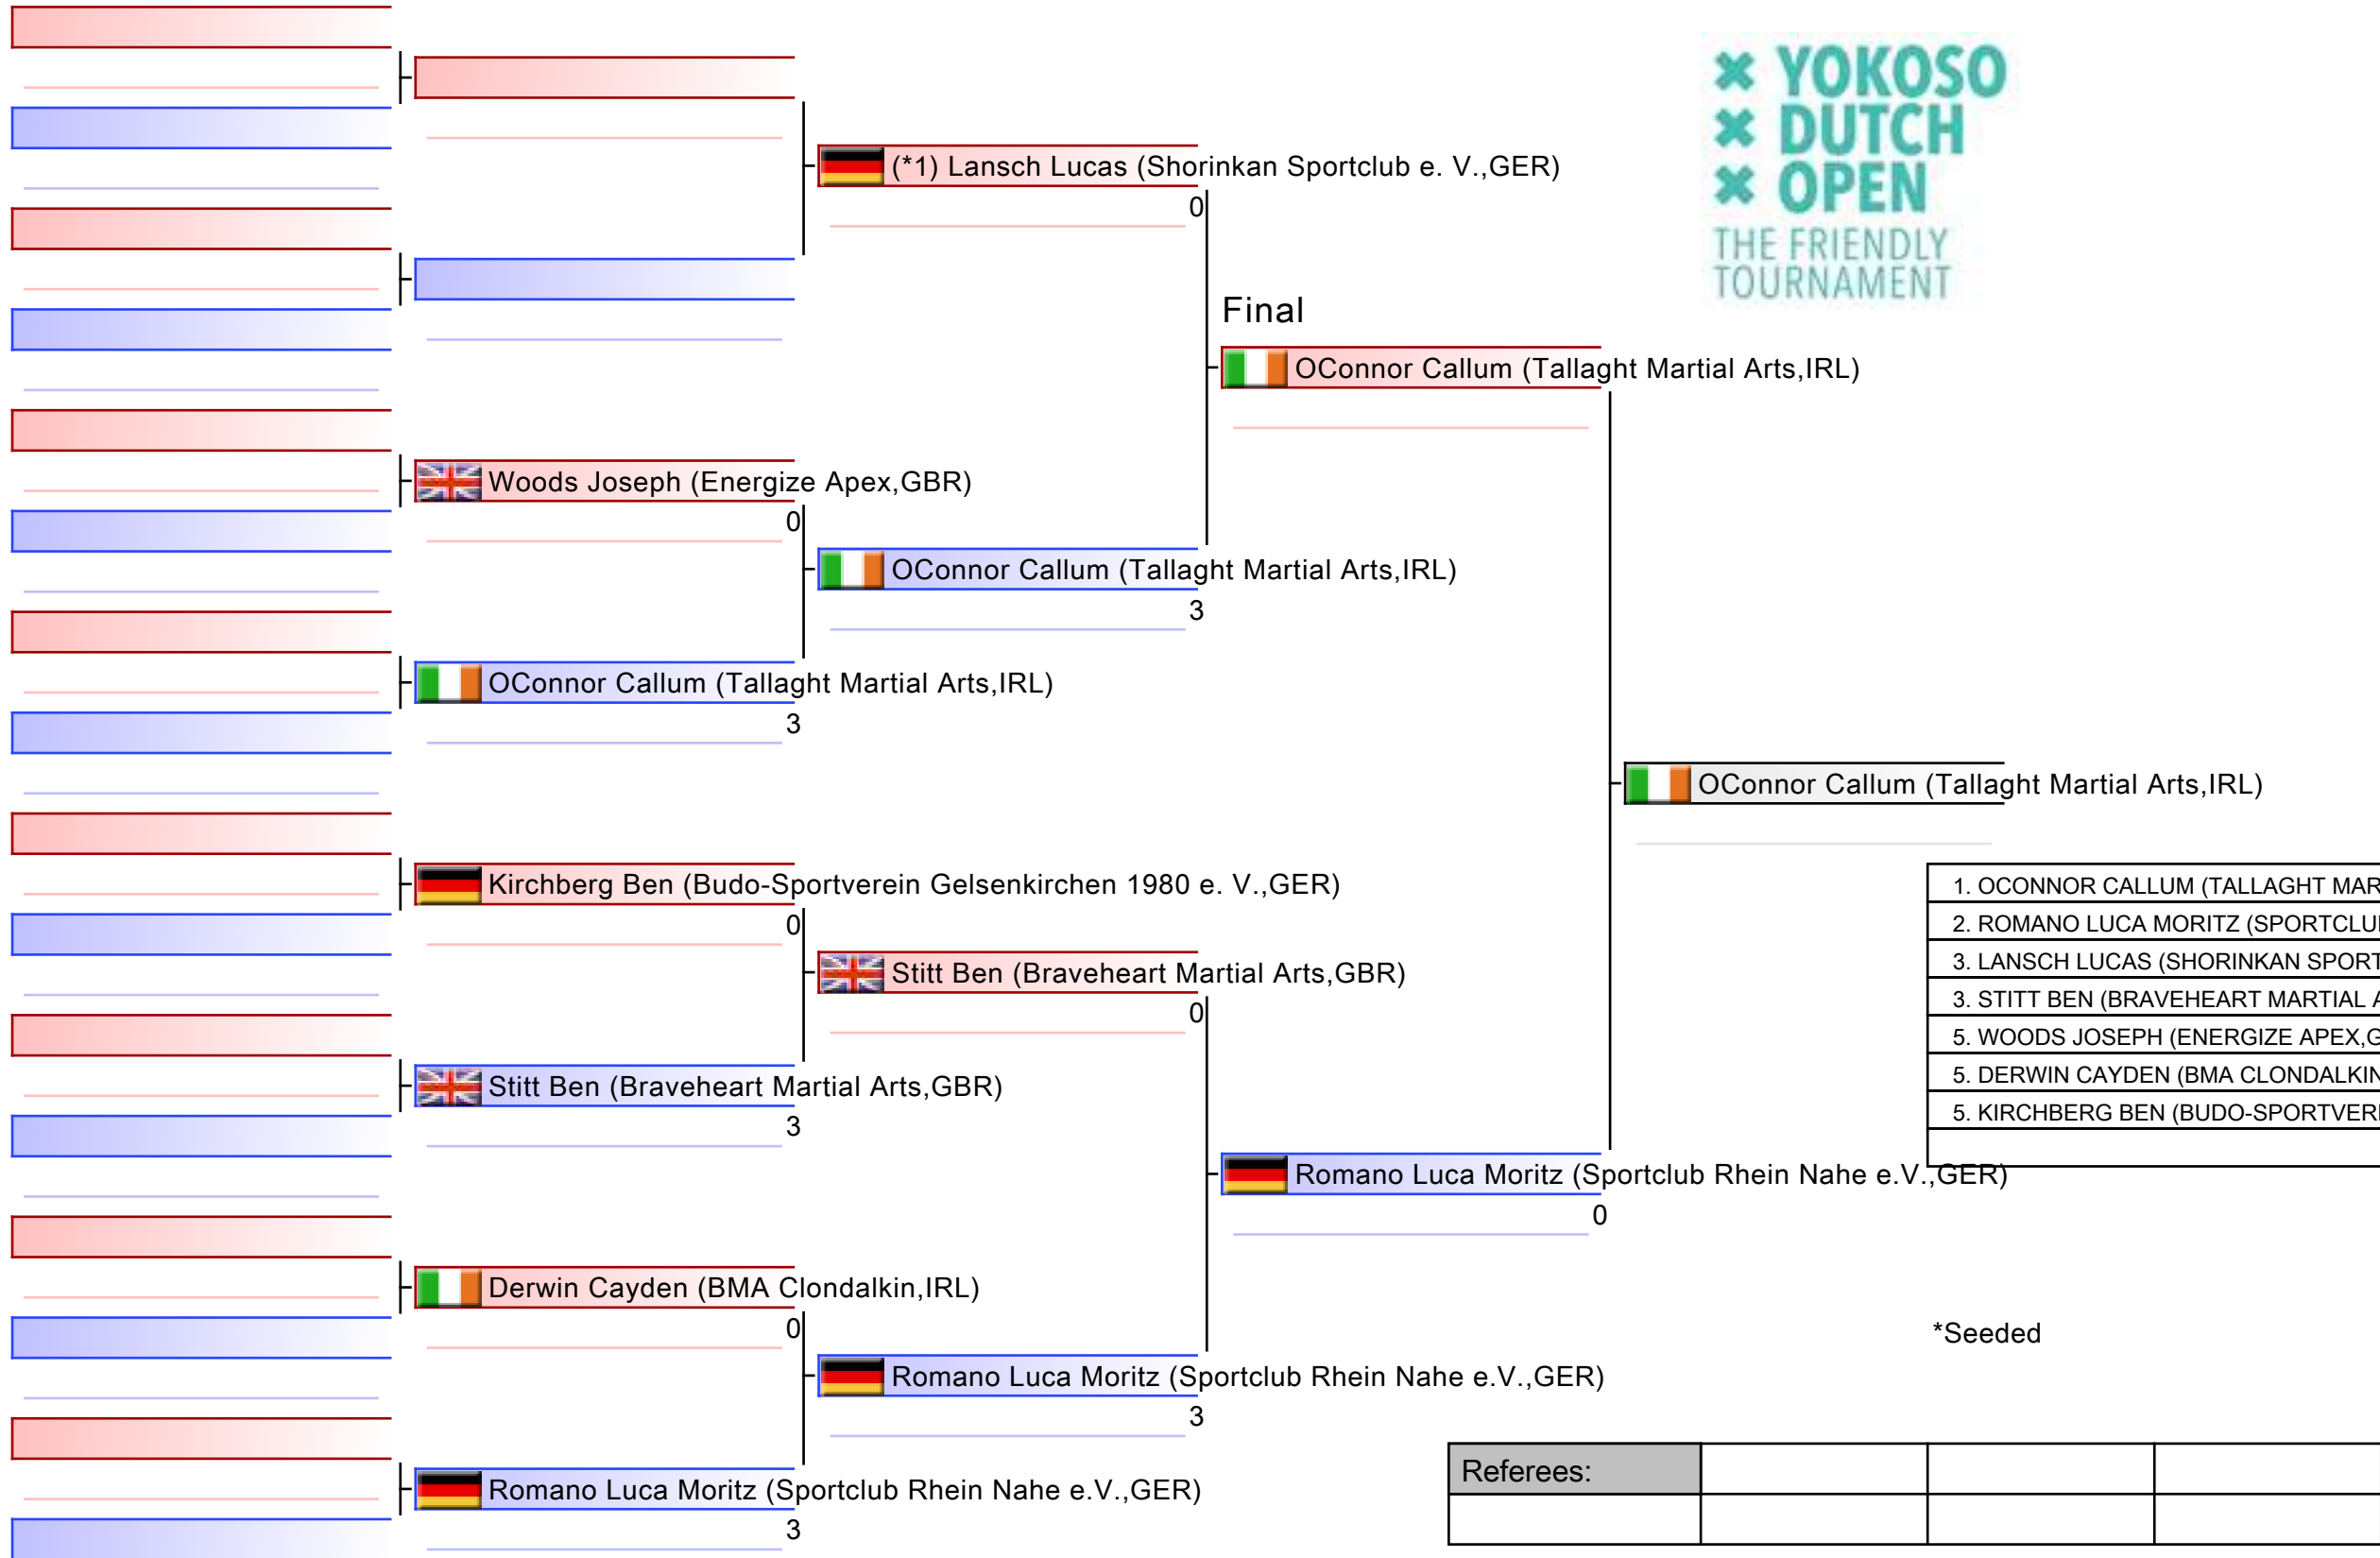 YOKOSO
DUTCH
OPEN
THE FRIENDLY
TOURNAMENT
(*1) Lansch Lucas (Shorinkan Sportclub e. V.,GER)
0
Final
OConnor Callum (Tallaght Martial Arts,IRL)
Woods Joseph (Energize Apex,GBR)
0
OConnor Callum (Tallaght Martial Arts,IRL)
3
OConnor Callum (Tallaght Martial Arts,IRL)
3
OConnor Callum (Tallaght Martial Arts,IRL)
Kirchberg Ben (Budo-Sportverein Gelsenkirchen 1980 e. V.,GER)
0
Stitt Ben (Braveheart Martial Arts,GBR)
0
Stitt Ben (Braveheart Martial Arts,GBR)
3
1. OCONNOR CALLUM (TALLAGHT MAR
2. ROMANO LUCA MORITZ (SPORTCLU
3. LANSCH LUCAS (SHORINKAN SPORT
3. STITT BEN (BRAVEHEART MARTIAL A
5. WOODS JOSEPH (ENERGIZE APEX,G
5. DERWIN CAYDEN (BMA CLONDALKIN
5. KIRCHBERG BEN (BUDO-SPORTVER
Romano Luca Moritz (Sportclub Rhein Nahe e.V.,GER)
0
Derwin Cayden (BMA Clondalkin,IRL)
0
*Seeded
Romano Luca Moritz (Sportclub Rhein Nahe e.V.,GER)
3
Romano Luca Moritz (Sportclub Rhein Nahe e.V.,GER)
3
Referees: